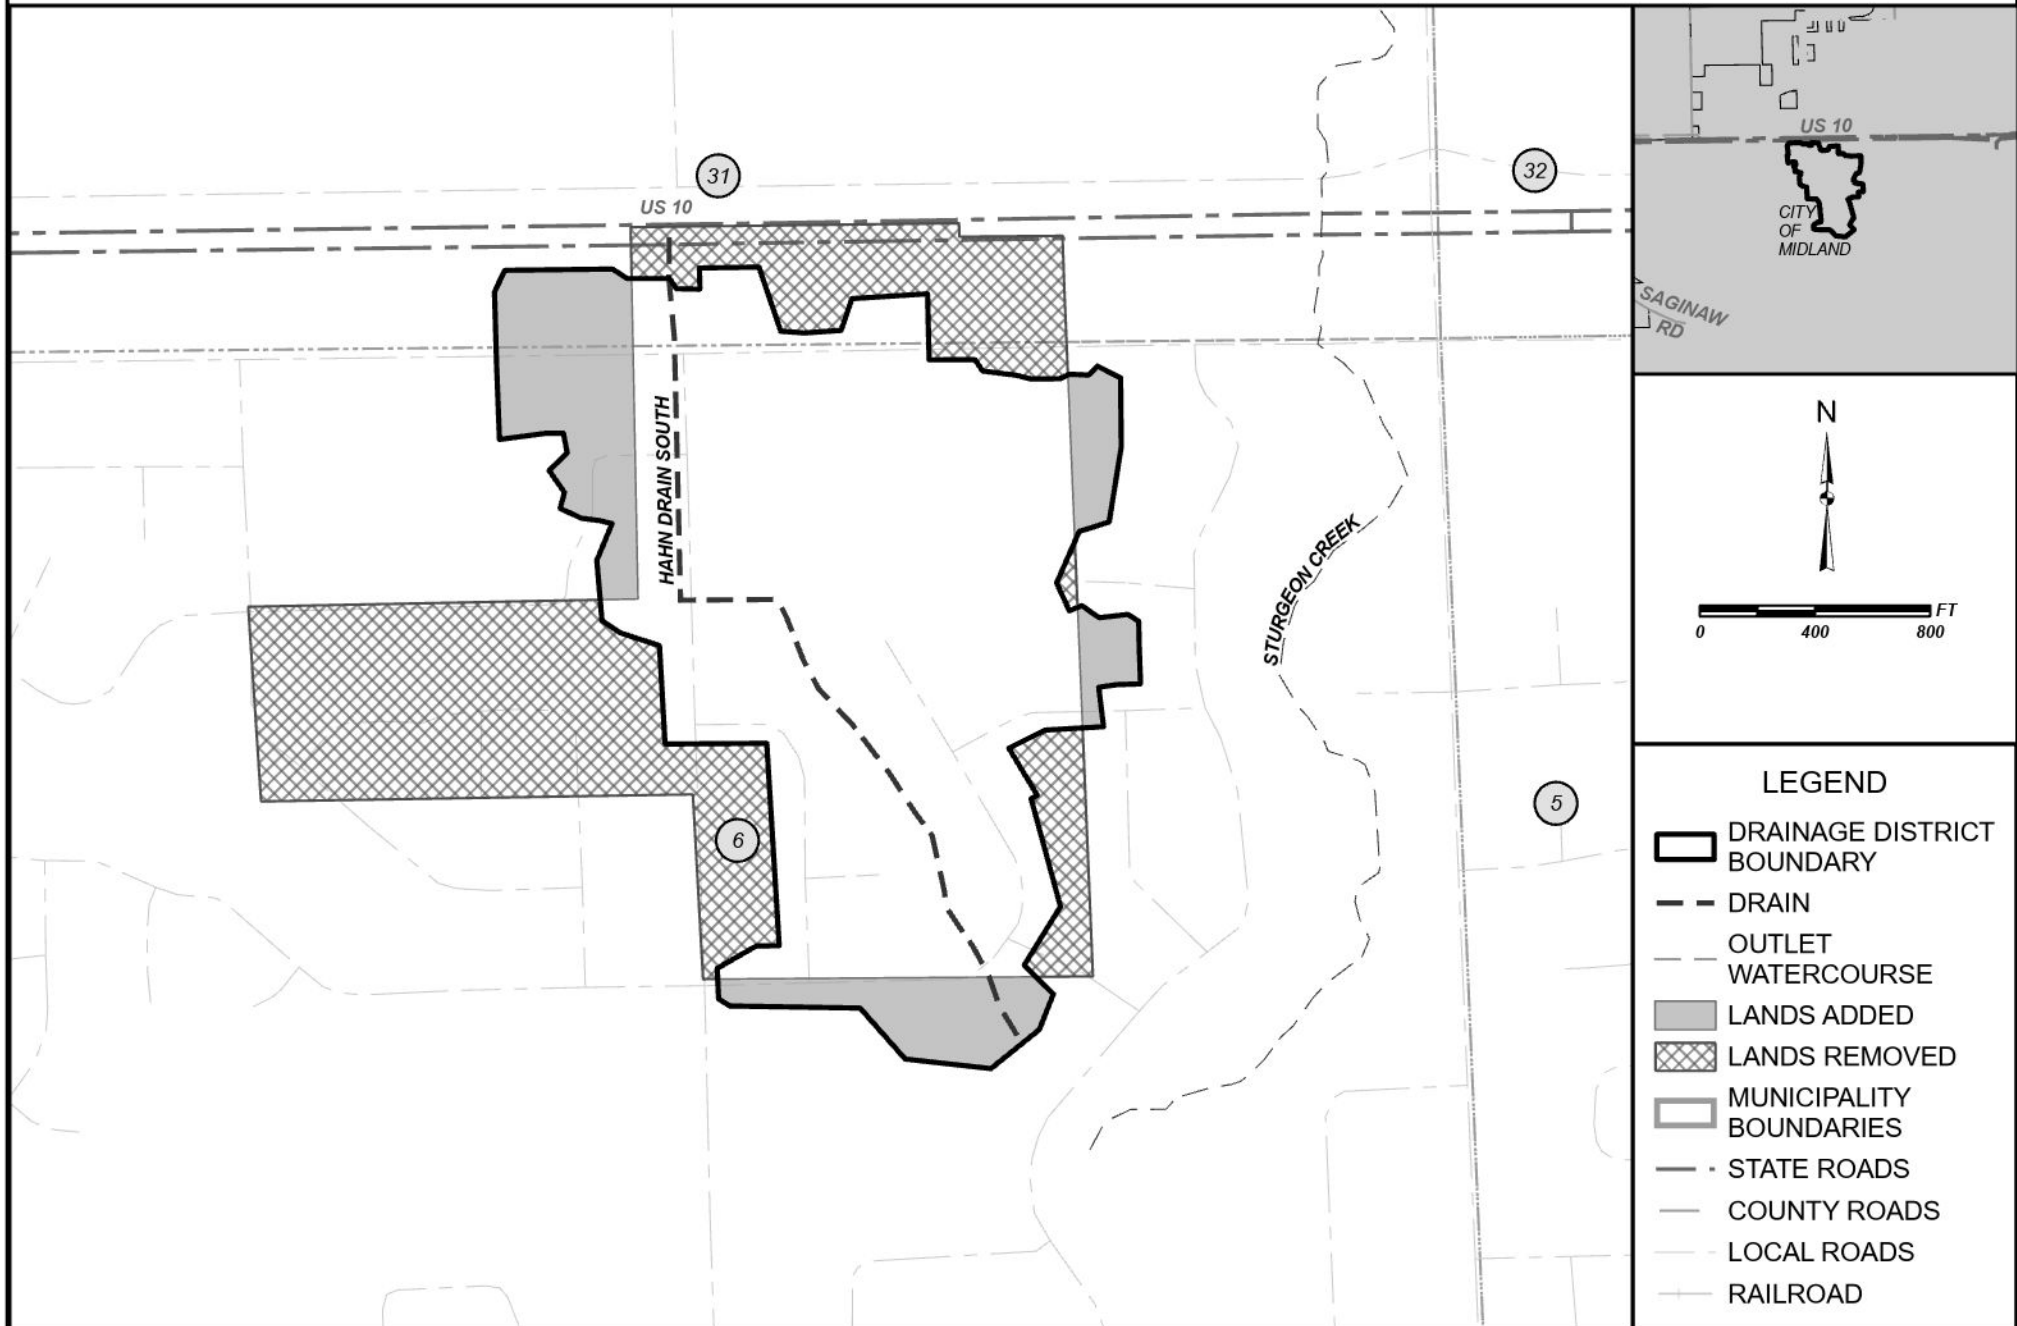 31
32
US 10
HAHN DRAIN SOUTH
STURGEON CREEK
6
5
US 10
CITY
OF
MIDLAND
SAGINAW
RD
N
FT
0 400 800
LEGEND
DRAINAGE DISTRICT
BOUNDARY
DRAIN
OUTLET
WATERCOURSE
LANDS ADDED
LANDS REMOVED
MUNICIPALITY
BOUNDARIES
STATE ROADS
COUNTY ROADS
LOCAL ROADS
RAILROAD